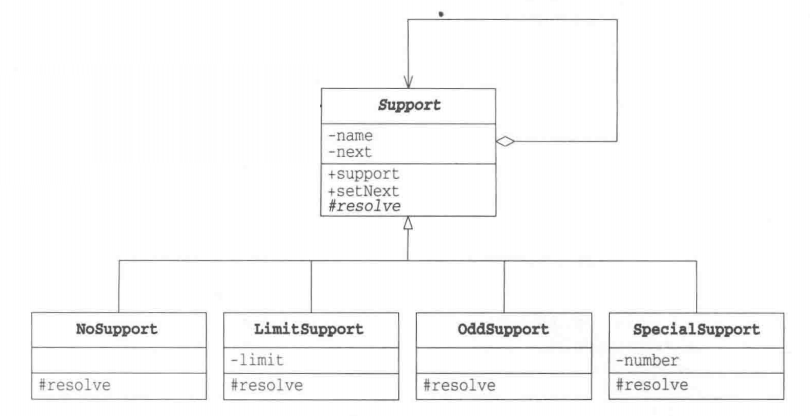 Support
-name
-next
+support
+setNext
#resolve
NoSupport
#resolve
LimitSupport
-limit
#resolve
OddSupport
#resolve
SpecialSupport
-number
#resolve